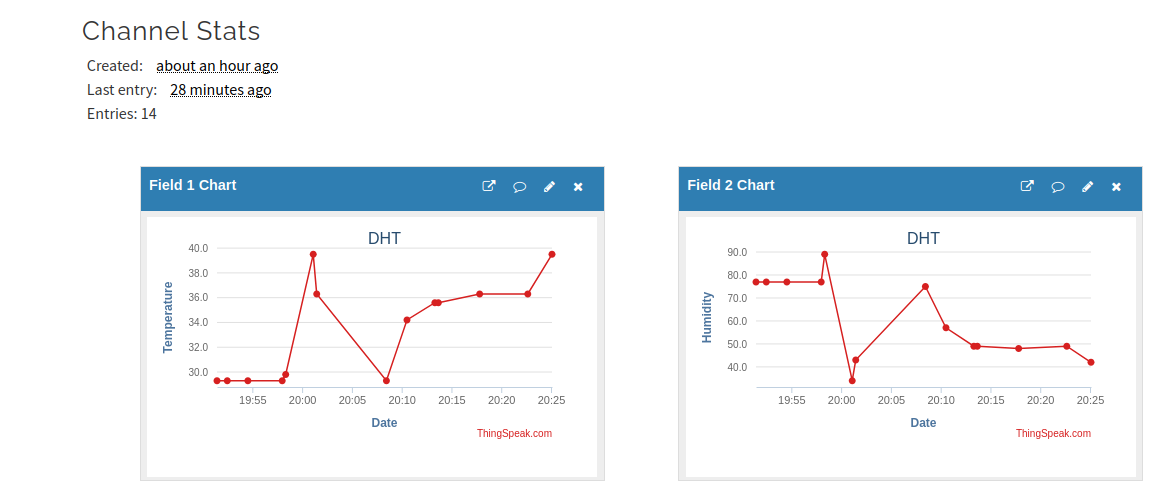 Channel Stats
Created: about an hour ago
Last entry: 28 minutes ago
Entries: 14
Field 1 Chart
DHT
Temperature
40.0
38.0
36.0
34.0
32.0
30.0
19:55 20:00 20:05 20:10 20:15 20:20 20:25
Date
ThingSpeak.com
Field 2 Chart
DHT
Humidity
90.0
80.0
70.0
60.0
50.0
40.0
19:55 20:00 20:05 20:10 20:15 20:20 20:25
Date
ThingSpeak.com